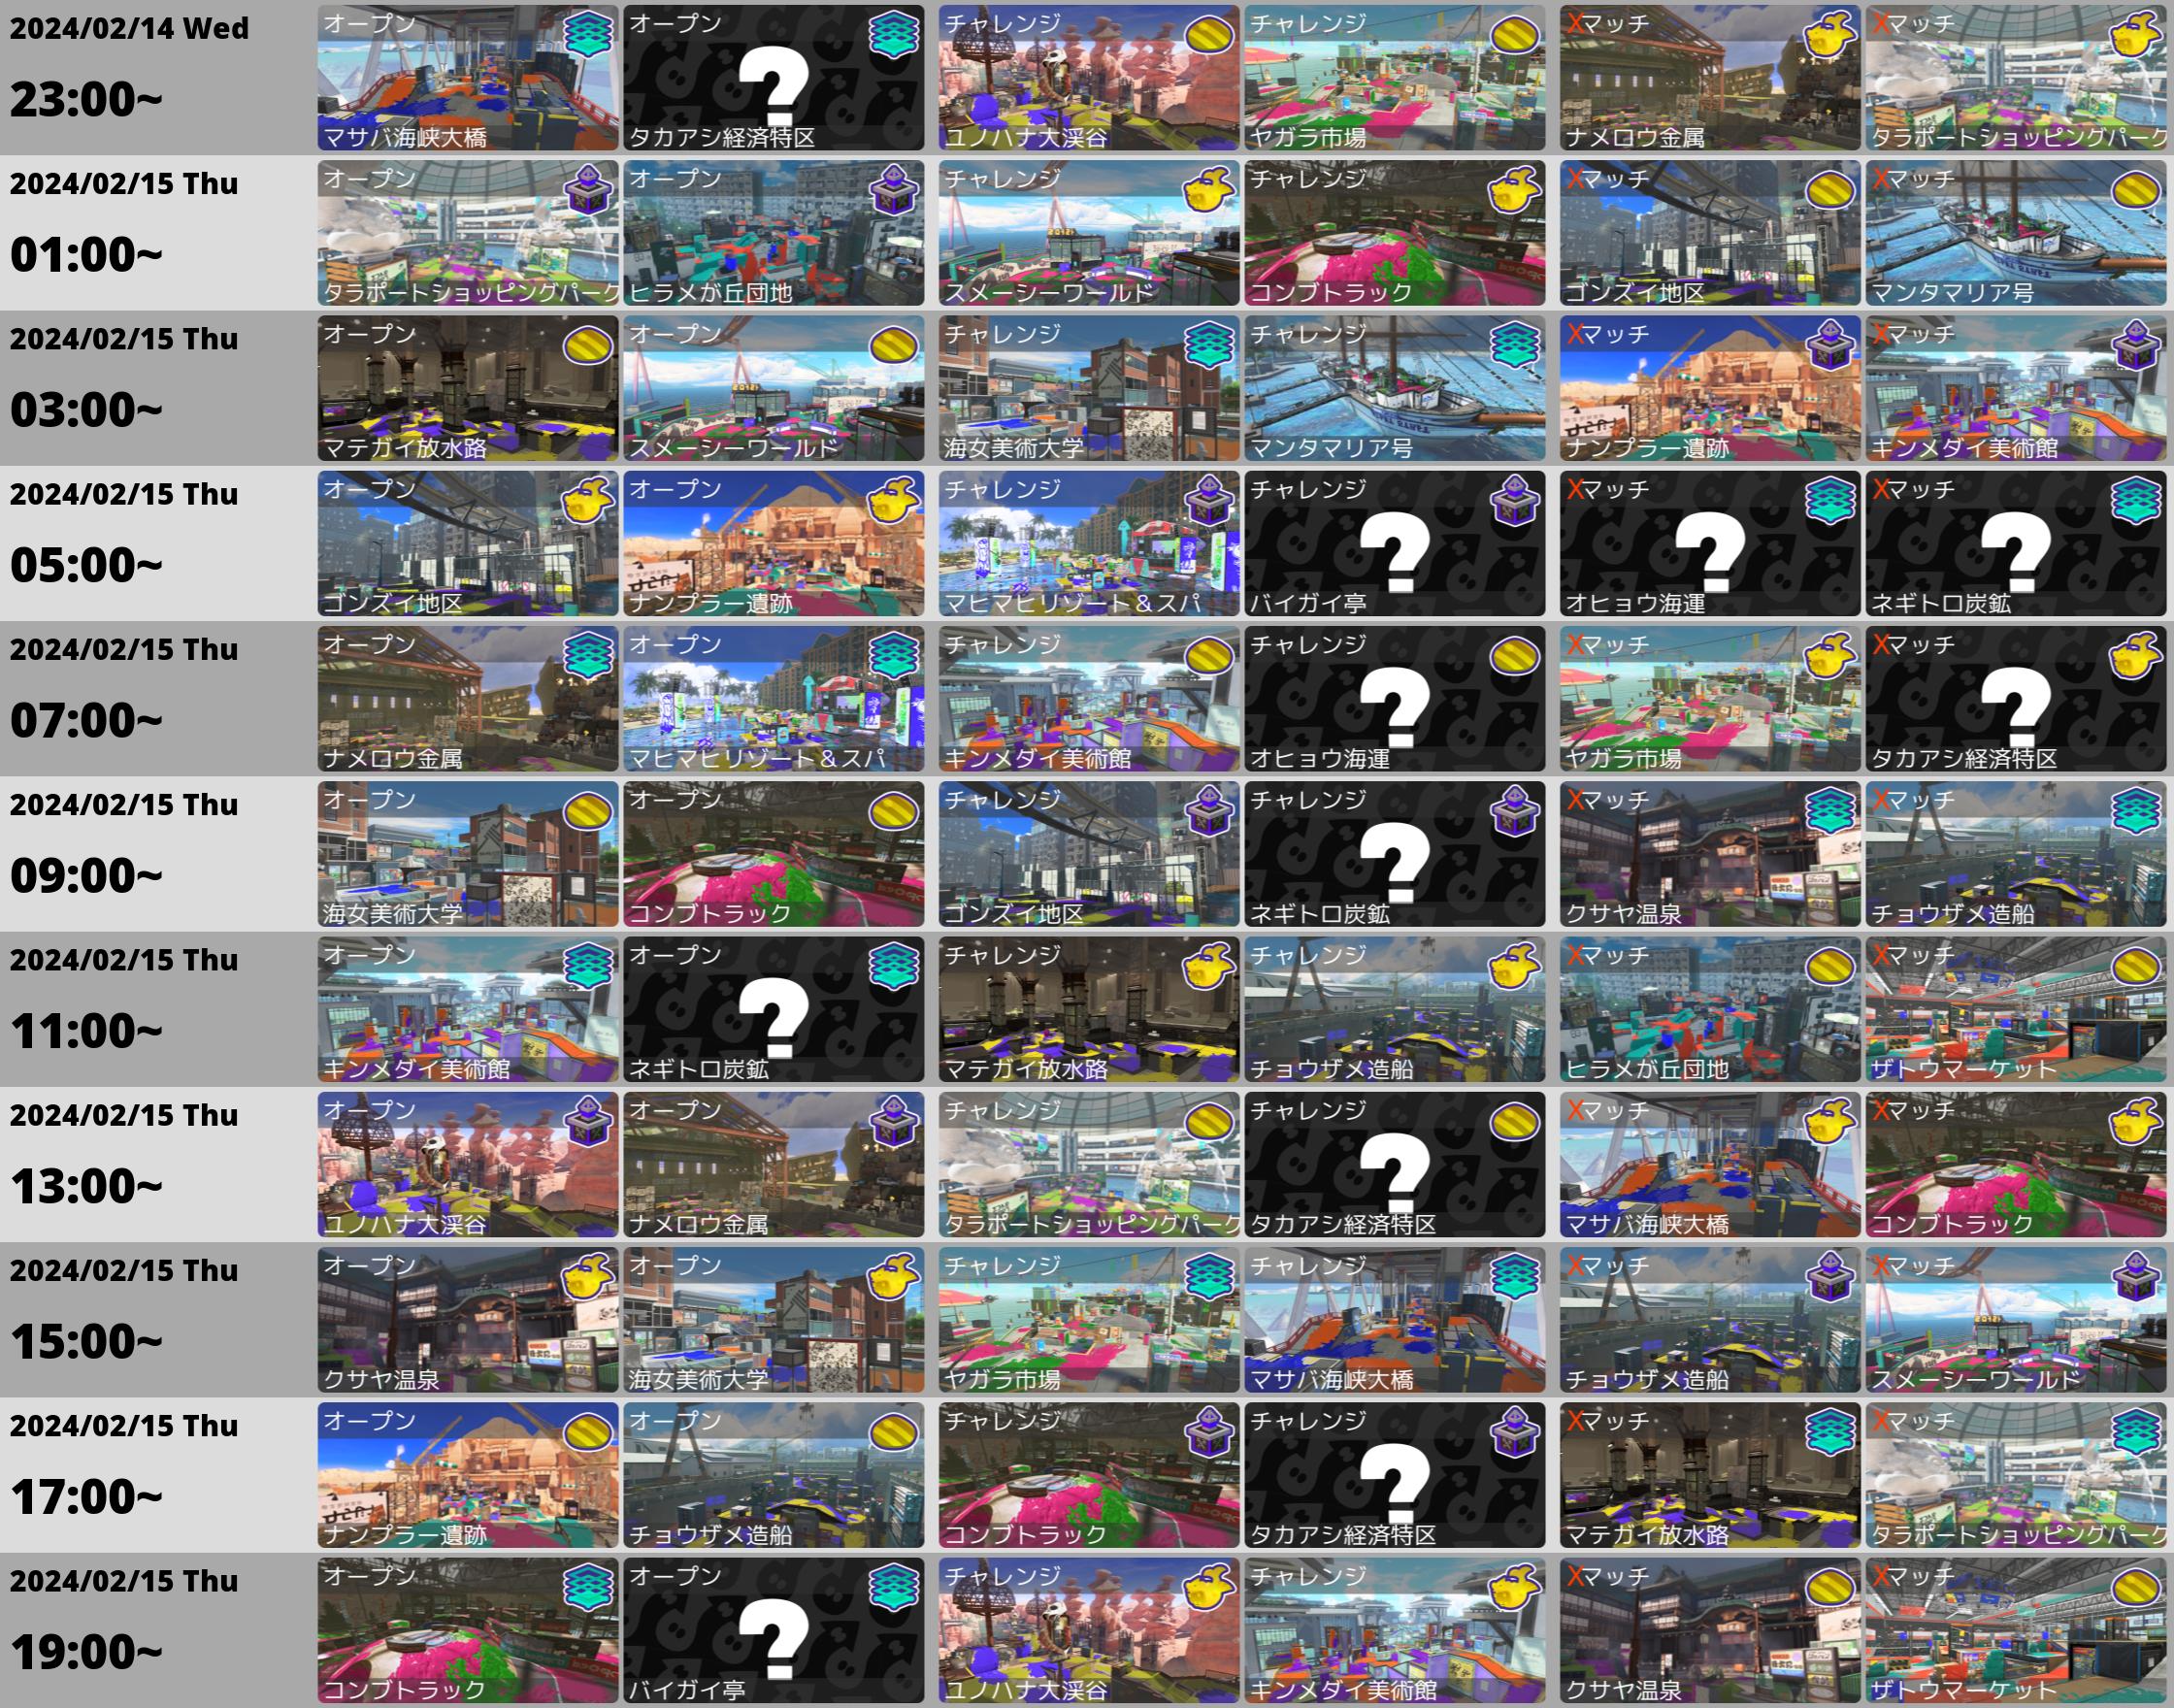 2024/02/14 Wed
23:00~
オープン
マサバ海峡大橋
オープン
タカアシ経済特区
チャレンジ
ユノハナ大渓谷
チャレンジ
ヤガラ市場
Xマッチ
ナメロウ金属
Xマッチ
タラポートショッピングパーク
2024/02/15 Thu
01:00~
オープン
タラポートショッピングパーク
オープン
ヒラメが丘団地
チャレンジ
スメーシーワールド
チャレンジ
コンブトラック
Xマッチ
ゴンズイ地区
Xマッチ
マンタマリア号
2024/02/15 Thu
03:00~
オープン
マテガイ放水路
オープン
スメーシーワールド
チャレンジ
海女美術大学
チャレンジ
マンタマリア号
Xマッチ
ナンプラー遺跡
Xマッチ
キンメダイ美術館
2024/02/15 Thu
05:00~
オープン
ゴンズイ地区
オープン
ナンプラー遺跡
チャレンジ
マヒマヒリゾート＆スパ
チャレンジ
バイガイ亭
Xマッチ
オヒョウ海運
Xマッチ
ネギトロ炭鉱
2024/02/15 Thu
07:00~
オープン
ナメロウ金属
オープン
マヒマヒリゾート＆スパ
チャレンジ
キンメダイ美術館
チャレンジ
オヒョウ海運
Xマッチ
ヤガラ市場
Xマッチ
タカアシ経済特区
2024/02/15 Thu
09:00~
オープン
海女美術大学
オープン
コンブトラック
チャレンジ
ゴンズイ地区
チャレンジ
ネギトロ炭鉱
Xマッチ
クサヤ温泉
Xマッチ
チョウザメ造船
2024/02/15 Thu
11:00~
オープン
キンメダイ美術館
オープン
ネギトロ炭鉱
チャレンジ
マテガイ放水路
チャレンジ
チョウザメ造船
Xマッチ
ヒラメが丘団地
Xマッチ
ザトウマーケット
2024/02/15 Thu
13:00~
オープン
ユノハナ大渓谷
オープン
ナメロウ金属
チャレンジ
タラポートショッピングパーク
チャレンジ
タカアシ経済特区
Xマッチ
マサバ海峡大橋
Xマッチ
コンブトラック
2024/02/15 Thu
15:00~
オープン
クサヤ温泉
オープン
海女美術大学
チャレンジ
ヤガラ市場
チャレンジ
マサバ海峡大橋
Xマッチ
チョウザメ造船
Xマッチ
スメーシーワールド
2024/02/15 Thu
17:00~
オープン
ナンプラー遺跡
オープン
チョウザメ造船
チャレンジ
コンブトラック
チャレンジ
タカアシ経済特区
Xマッチ
マテガイ放水路
Xマッチ
タラポートショッピングパーク
2024/02/15 Thu
19:00~
オープン
コンブトラック
オープン
バイガイ亭
チャレンジ
ユノハナ大渓谷
チャレンジ
キンメダイ美術館
Xマッチ
クサヤ温泉
Xマッチ
ザトウマーケット